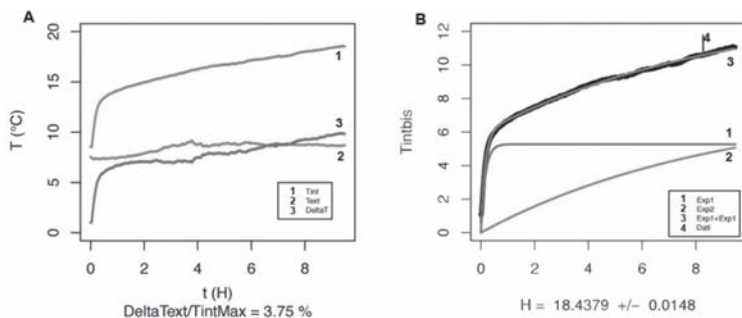 A
T (°C)
20
15
10
5
0
1
3
2
1 Tint
2 Text
3 DeltaT
0 2 4 6 8
t (H)
DeltaText/TintMax = 3.75 %
B
Tintbis
12
10
8
6
4
2
0
4
3
1
2
1 Exp1
2 Exp2
3 Exp1+Exp1
4 Dati
0 2 4 6 8
H = 18.4379 +/- 0.0148